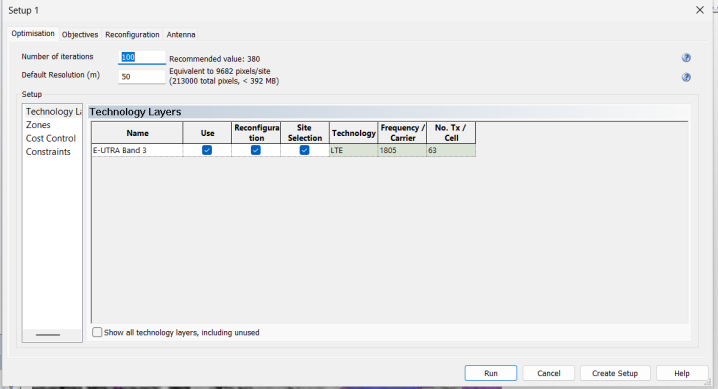 Setup 1
Optimisation Objectives Reconfiguration Antenna
Number of iterations 100 Recommended value: 380
Default Resolution (m) 50 Equivalent to 9682 pixels/site
(213000 total pixels, < 392 MB)
Setup
Technology La
Zones
Cost Control
Constraints
Technology Layers
Name Use Reconfigura
tion Site
Selection Technology Frequency /
Carrier No. Tx /
Cell
E-UTRA Band 3 LTE 1805 63
Show all technology layers, including unused
Run Cancel Create Setup Help